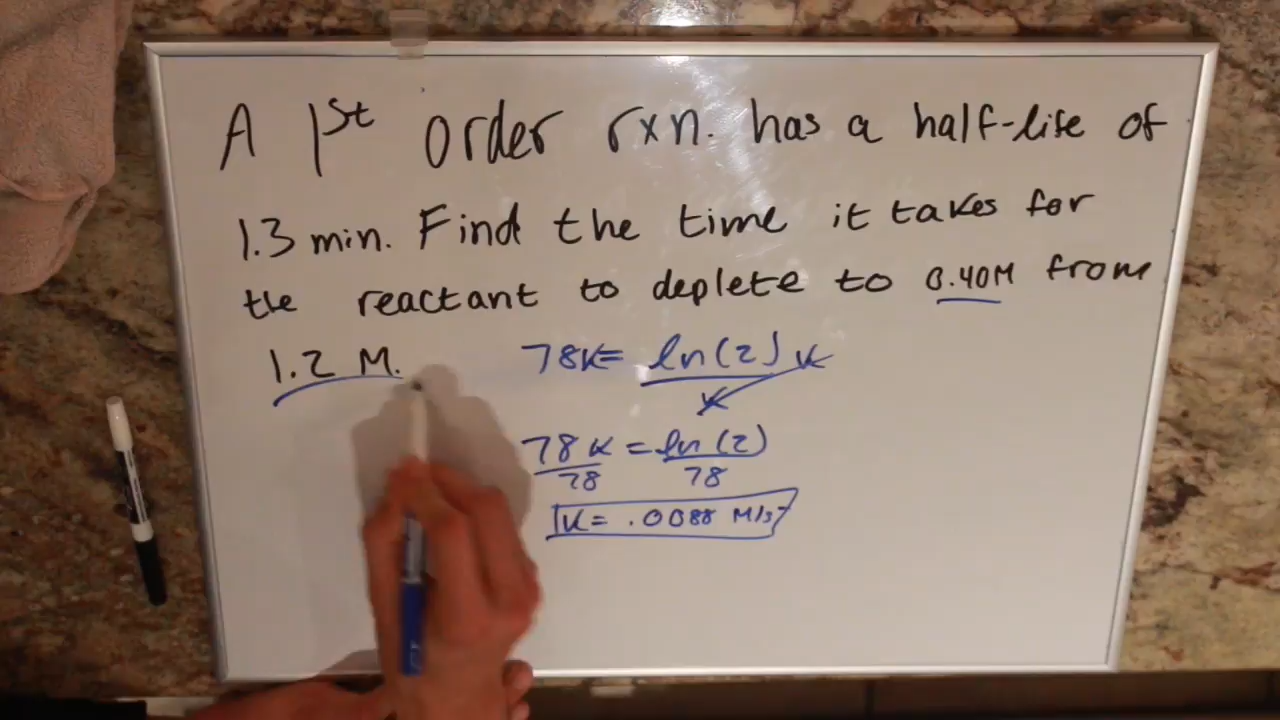 A 1st order rxn. has a half-life of
1.3 min. Find the time it takes for
the reactant to deplete to 0.40M from
1.2 M.
78K= ln(2) K
K
78 K = ln(2)
78 78
K= .0088 M/s